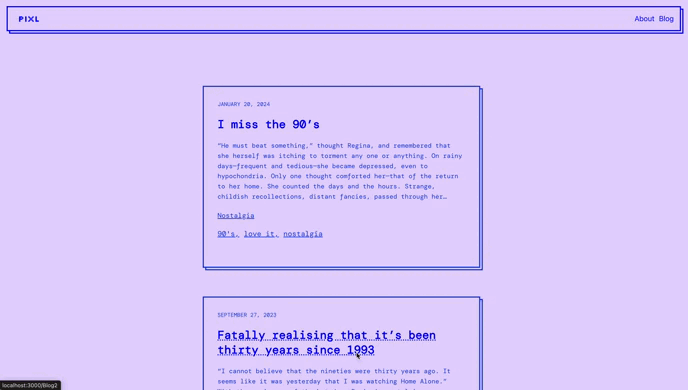 PIXL
About Blog
JANUARY 20, 2024
I miss the 90’s
“He must beat something,” thought Regina, and remembered that
she herself was itching to torment any one or anything. On rainy
days—frequent and tedious—she became depressed, even to
hypochondria. Only one thought comforted her—that of the return
to her home. She counted the days and the hours. Strange,
childish recollections, distant fancies, passed through her…
Nostalgia
90's, love it, nostalgia
SEPTEMBER 27, 2023
Fatally realising that it’s been
thirty years since 1993
“I cannot believe that the nineties were thirty years ago. It
seems like it was yesterday that I was watching Home Alone.”
localhost:3000/Blog2